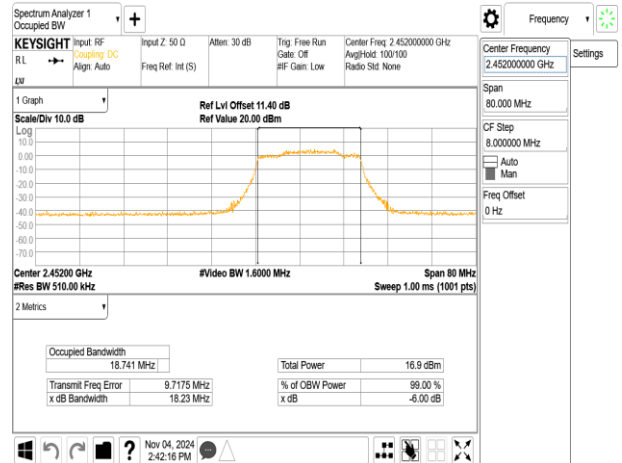 Spectrum Analyzer 1
Occupied BW
+
Frequency
KEYSIGHT
RL
LXI
Input: RF
Coupling: DC
Align: Auto
Input Z: 50 Ω
Freq Ref: Int (S)
Atten: 30 dB
Trig: Free Run
Gate: Off
#IF Gain: Low
Center Freq: 2.452000000 GHz
Avg|Hold: 100/100
Radio Std: None
Center Frequency
2.452000000 GHz
Settings
Span
80.000 MHz
CF Step
8.000000 MHz
Auto
Man
Freq Offset
0 Hz
1 Graph
Scale/Div 10.0 dB
Ref Lvl Offset 11.40 dB
Ref Value 20.00 dBm
Log
10.0
0.00
-10.0
-20.0
-30.0
-40.0
-50.0
-60.0
-70.0
Center 2.45200 GHz
#Res BW 510.00 kHz
#Video BW 1.6000 MHz
Span 80 MHz
Sweep 1.00 ms (1001 pts)
2 Metrics
Occupied Bandwidth
18.741 MHz
Transmit Freq Error 9.7175 MHz
x dB Bandwidth 18.23 MHz
Total Power 16.9 dBm
% of OBW Power 99.00 %
x dB -6.00 dB
?
Nov 04, 2024
2:42:16 PM